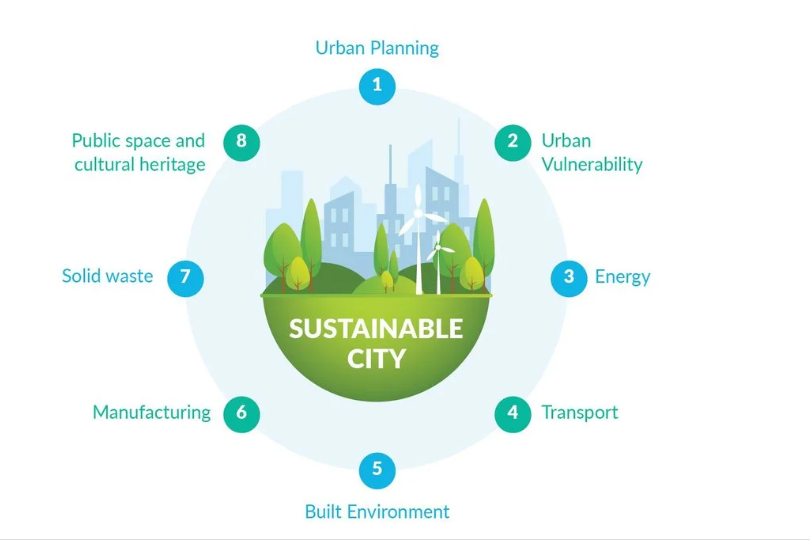 Urban Planning
1
2
Urban
Vulnerability
3
Energy
4
Transport
5
Built Environment
6
Manufacturing
7
Solid waste
8
Public space and
cultural heritage
SUSTAINABLE
CITY